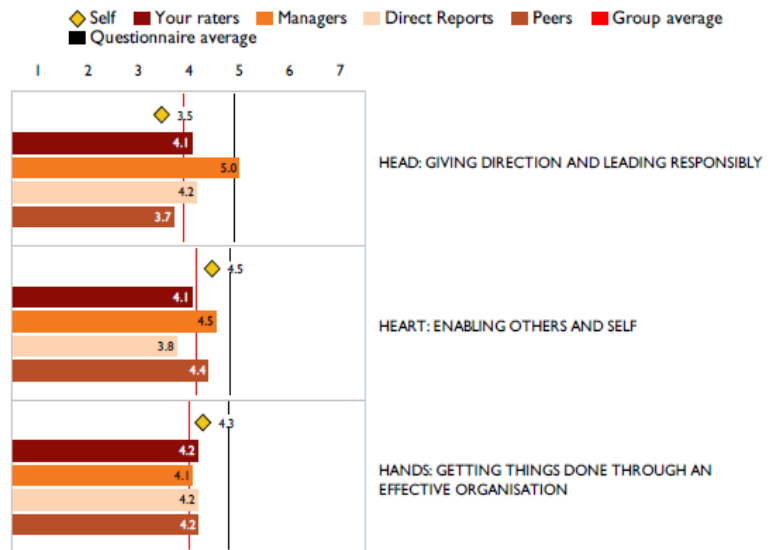 Self Your raters Managers Direct Reports Peers Group average
Questionnaire average
1 2 3 4 5 6 7
3.5
4.1
5.0
4.2
3.7
HEAD: GIVING DIRECTION AND LEADING RESPONSIBLY
4.5
4.1
4.5
3.8
4.4
HEART: ENABLING OTHERS AND SELF
4.3
4.2
4.1
4.2
4.2
HANDS: GETTING THINGS DONE THROUGH AN
EFFECTIVE ORGANISATION